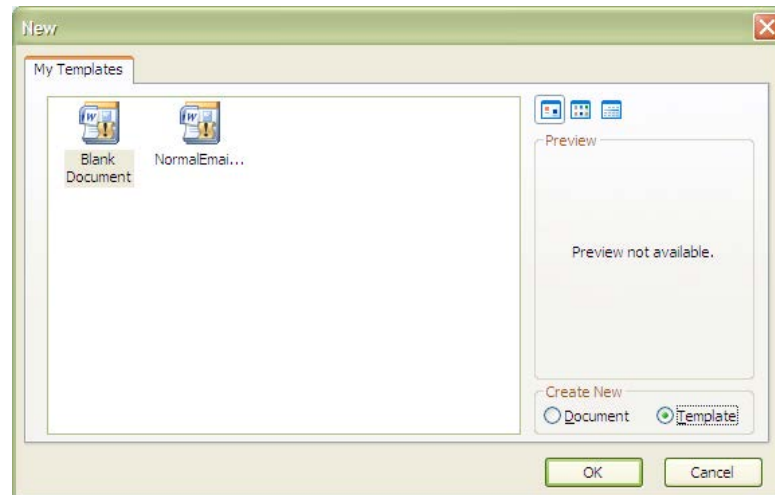 New
My Templates
Blank
Document
NormalEmai...
Preview
Preview not available.
Create New
Document
Template
OK
Cancel